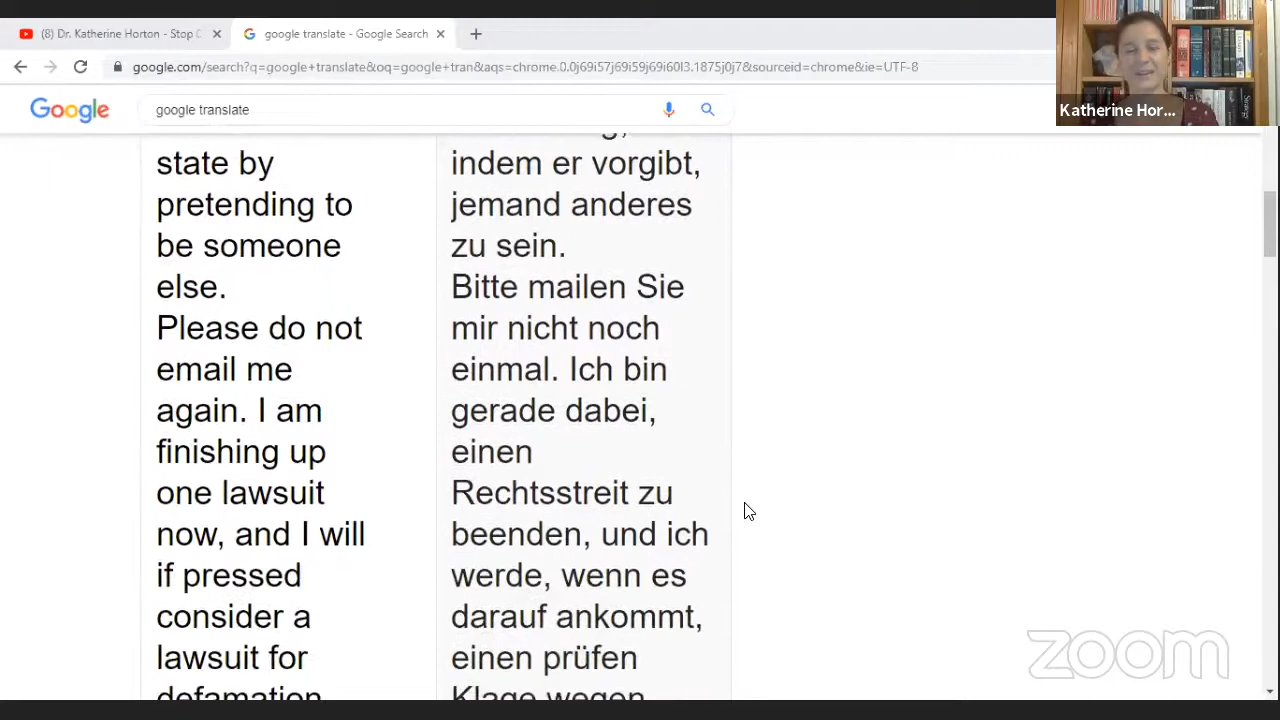 (8) Dr. Katherine Horton - Stop
google translate - Google Search
google.com/search?q=google+translate&oq=google+tran&aqs=chrome.0.0j69i57j69i59j69i60l3.1875j0j7&sourceid=chrome&ie=UTF-8
Google
google translate
Katherine Hor...
state by
pretending to
be someone
else.
Please do not
email me
again. I am
finishing up
one lawsuit
now, and I will
if pressed
consider a
lawsuit for
defamation
indem er vorgibt,
jemand anderes
zu sein.
Bitte mailen Sie
mir nicht noch
einmal. Ich bin
gerade dabei,
einen
Rechtsstreit zu
beenden, und ich
werde, wenn es
darauf ankommt,
einen prüfen
Klage wegen
zoom